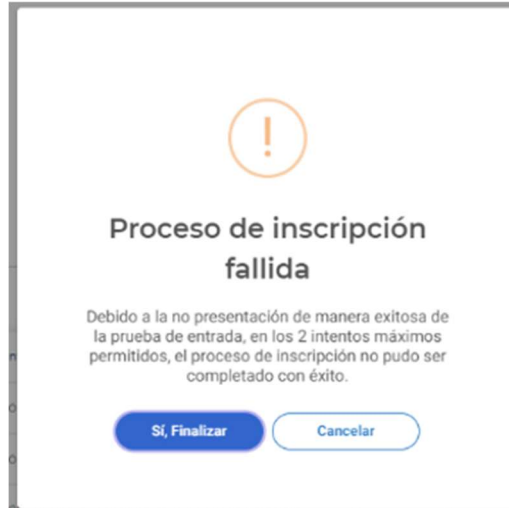 Proceso de inscripción
fallida
Debido a la no presentación de manera exitosa de
la prueba de entrada, en los 2 intentos máximos
permitidos, el proceso de inscripción no pudo ser
completado con éxito.
Sí, Finalizar
Cancelar